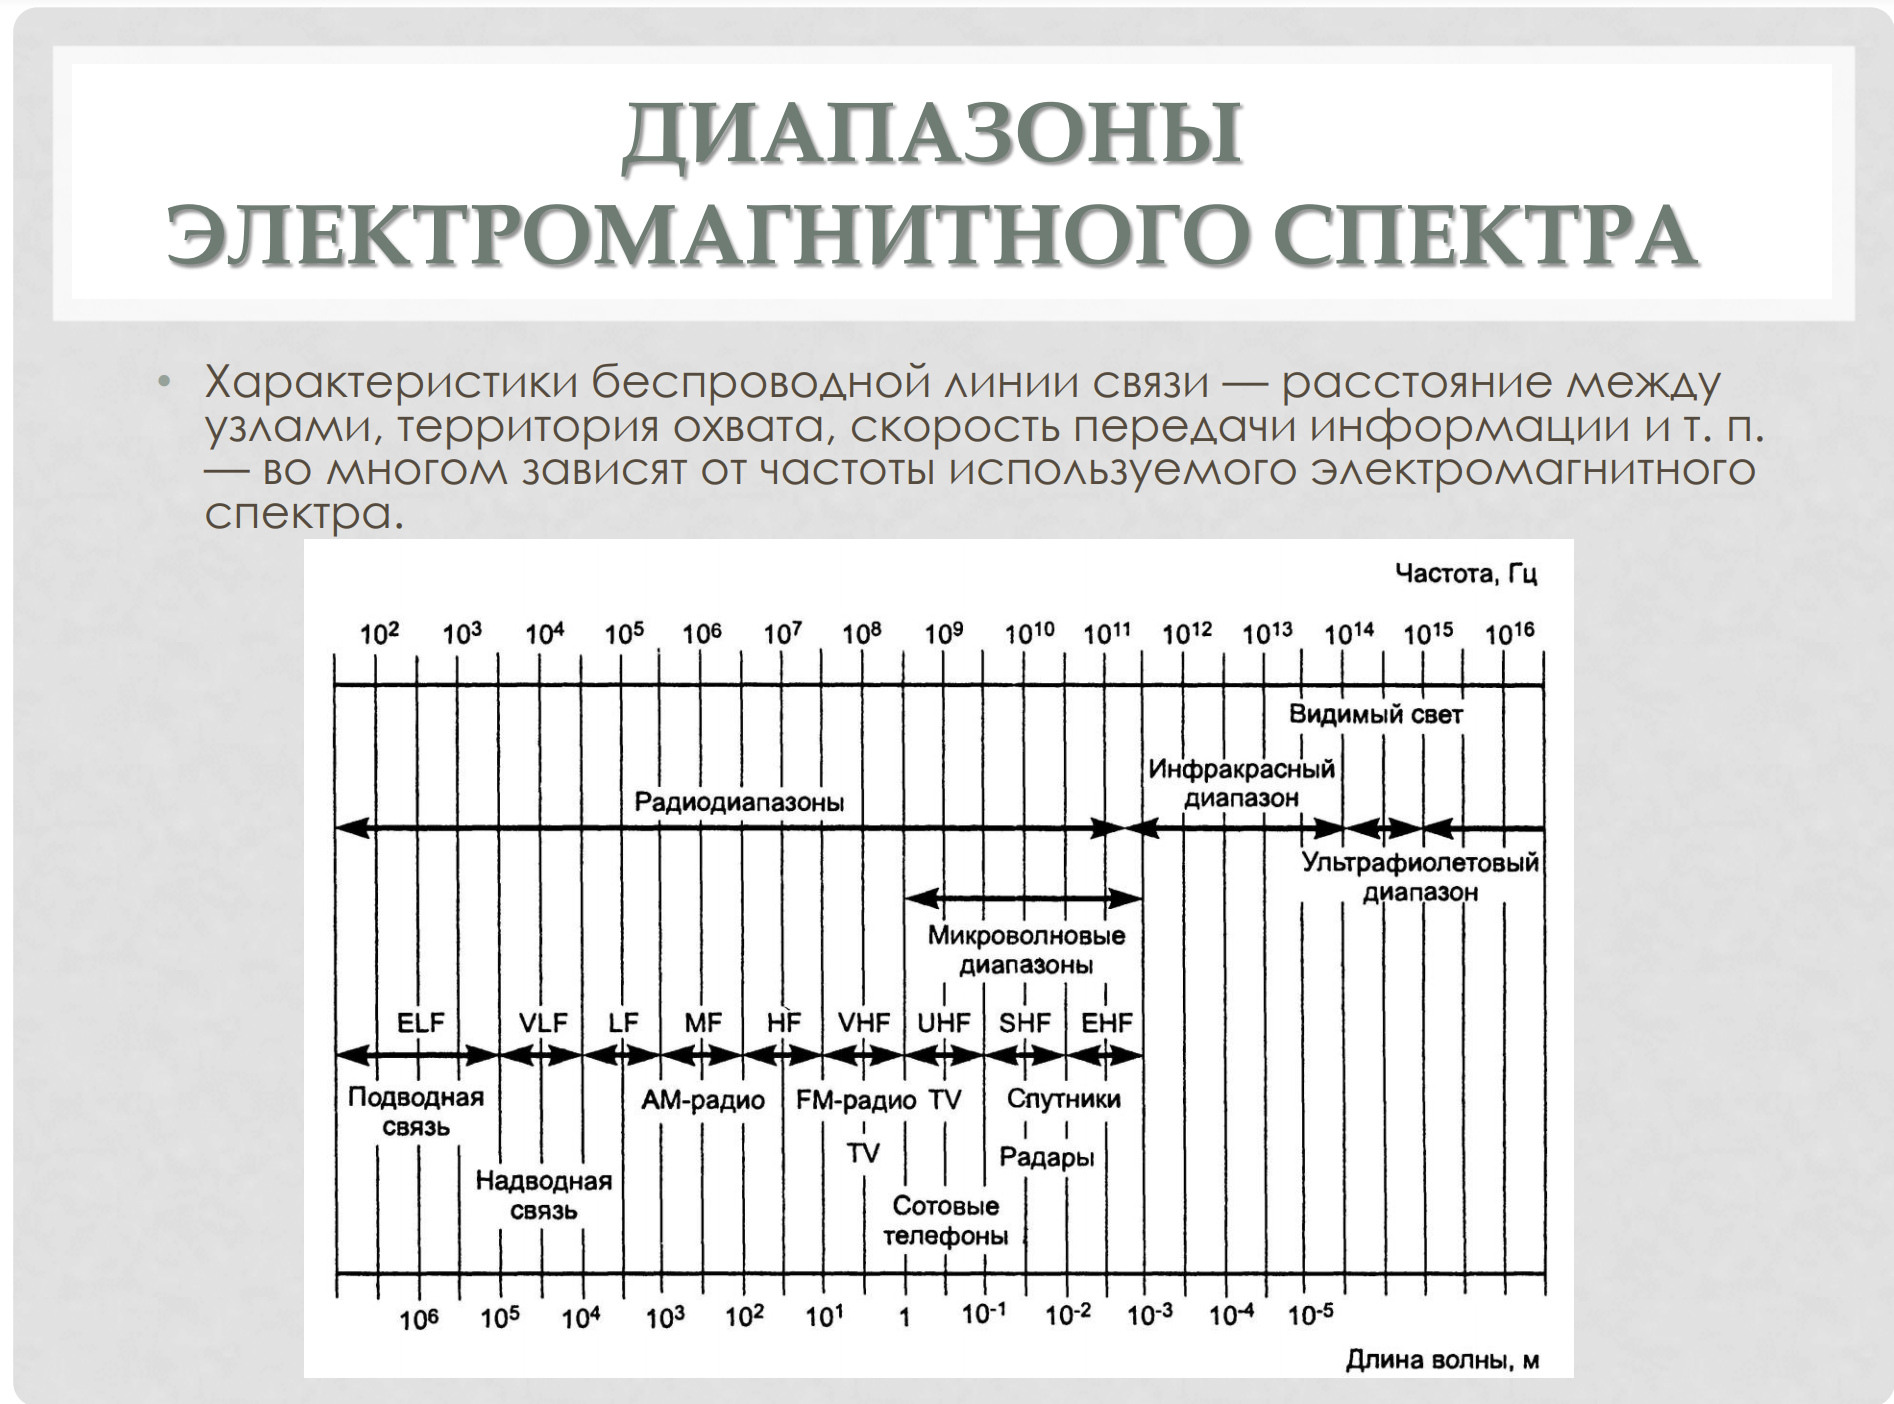 ДИАПАЗОНЫ
ЭЛЕКТРОМАГНИТНОГО СПЕКТРА
• Характеристики беспроводной линии связи — расстояние между
узлами, территория охвата, скорость передачи информации и т. п.
— во многом зависят от частоты используемого электромагнитного
спектра.
Частота, Гц
10² 10³ 10⁴ 10⁵ 10⁶ 10⁷ 10⁸ 10⁹ 10¹⁰ 10¹¹ 10¹² 10¹³ 10¹⁴ 10¹⁵ 10¹⁶
Видимый свет
Инфракрасный
диапазон
Радиодиапазоны
Ультрафиолетовый
диапазон
Микроволновые
диапазоны
ELF VLF LF MF HF VHF UHF SHF EHF
Подводная
связь
AM-радио FM-радио TV Спутники
TV Радары
Надводная
связь
Сотовые
телефоны
10⁶ 10⁵ 10⁴ 10³ 10² 10¹ 1 10⁻¹ 10⁻² 10⁻³ 10⁻⁴ 10⁻⁵
Длина волны, м